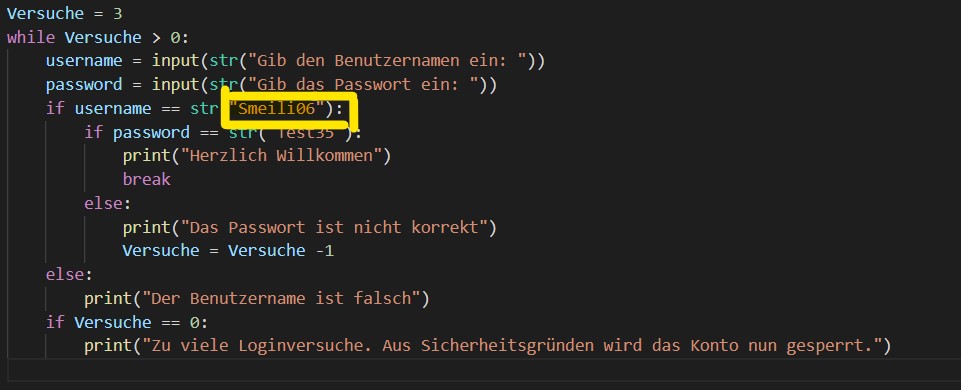 Versuche = 3
while Versuche > 0:
    username = input(str("Gib den Benutzernamen ein: "))
    password = input(str("Gib das Passwort ein: "))
    if username == str"Smeili06"):
        if password == str("Test35"):
            print("Herzlich Willkommen")
            break
        else:
            print("Das Passwort ist nicht korrekt")
            Versuche = Versuche -1
    else:
        print("Der Benutzername ist falsch")
    if Versuche == 0:
        print("Zu viele Loginversuche. Aus Sicherheitsgründen wird das Konto nun gesperrt.")